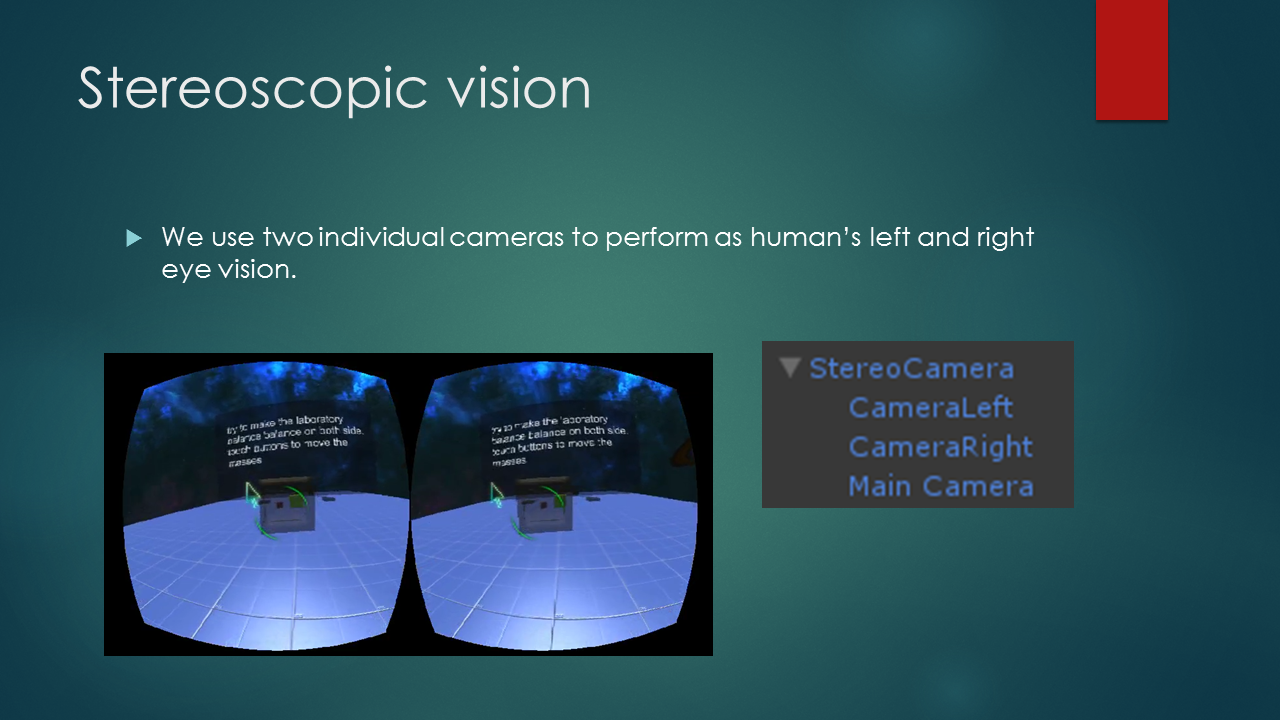 Stereoscopic vision
We use two individual cameras to perform as human’s left and right
eye vision.
try to make the laboratory
balance balance on both side.
touch buttons to move the
masses
try to make the laboratory
balance balance on both side.
touch buttons to move the
masses
StereoCamera
CameraLeft
CameraRight
Main Camera